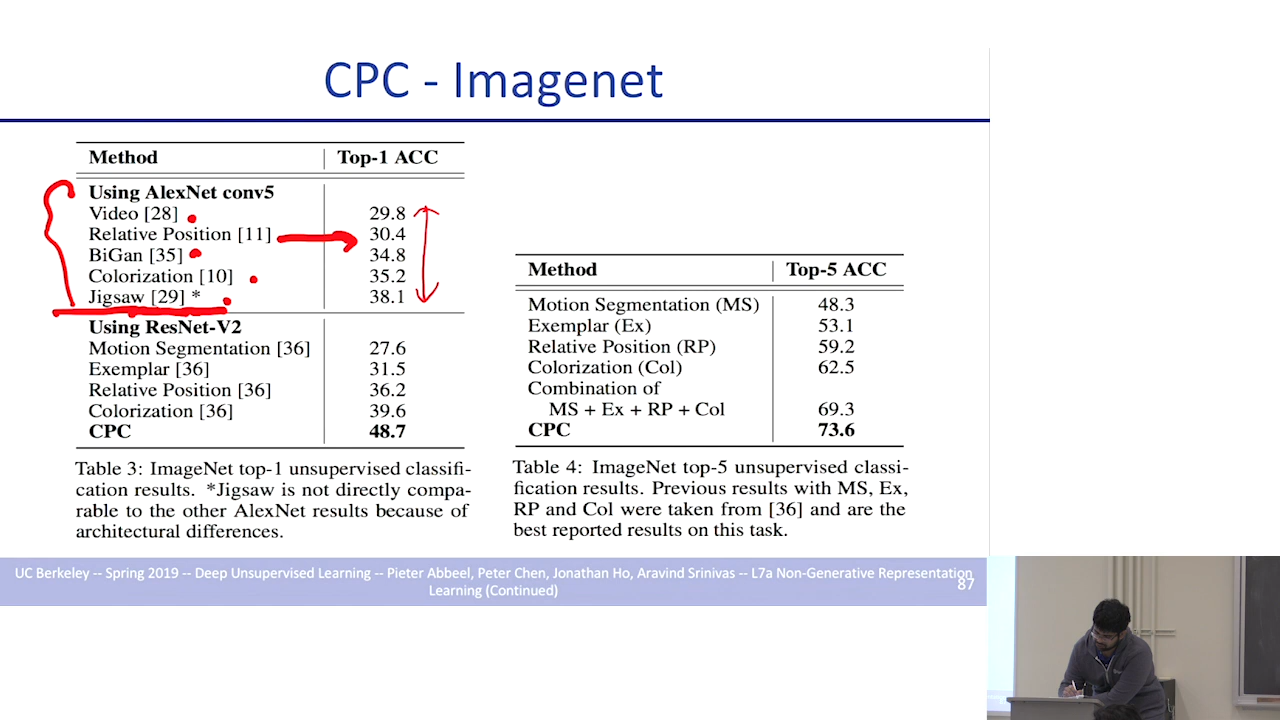 CPC - Imagenet
Method Top-1 ACC
Using AlexNet conv5
Video [28] 29.8
Relative Position [11] 30.4
BiGan [35] 34.8
Colorization [10] 35.2
Jigsaw [29] * 38.1
Using ResNet-V2
Motion Segmentation [36] 27.6
Exemplar [36] 31.5
Relative Position [36] 36.2
Colorization [36] 39.6
CPC 48.7
Table 3: ImageNet top-1 unsupervised classifi-
cation results. *Jigsaw is not directly compa-
rable to the other AlexNet results because of
architectural differences.
Method Top-5 ACC
Motion Segmentation (MS) 48.3
Exemplar (Ex) 53.1
Relative Position (RP) 59.2
Colorization (Col) 62.5
Combination of
MS + Ex + RP + Col 69.3
CPC 73.6
Table 4: ImageNet top-5 unsupervised classi-
fication results. Previous results with MS, Ex,
RP and Col were taken from [36] and are the
best reported results on this task.
UC Berkeley -- Spring 2019 -- Deep Unsupervised Learning -- Pieter Abbeel, Peter Chen, Jonathan Ho, Aravind Srinivas -- L7a Non-Generative Representation
Learning (Continued)
87